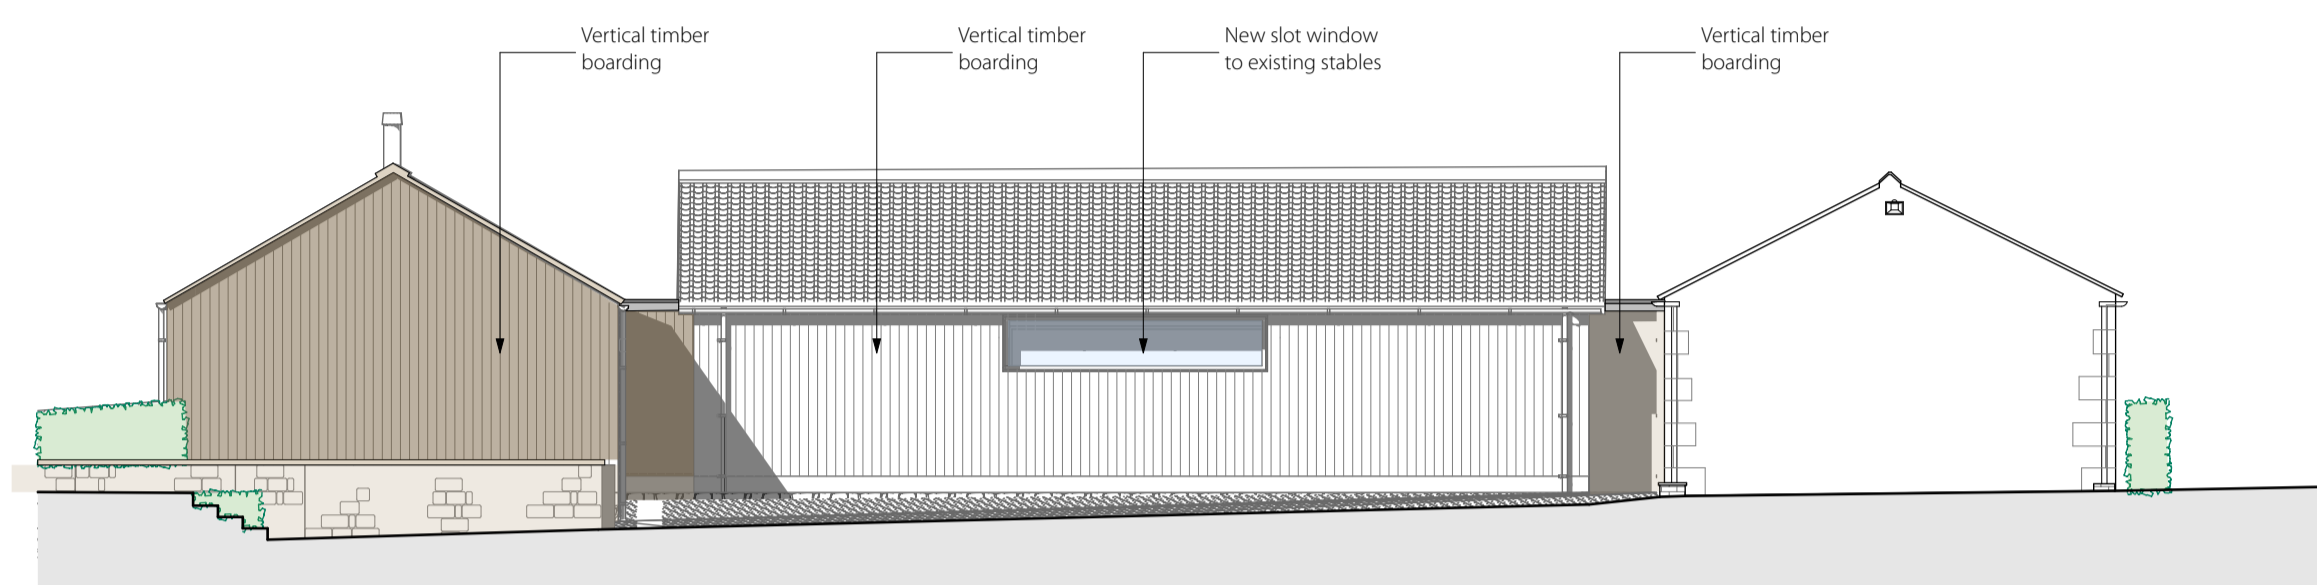 Vertical timber
boarding
Vertical timber
boarding
New slot window
to existing stables
Vertical timber
boarding